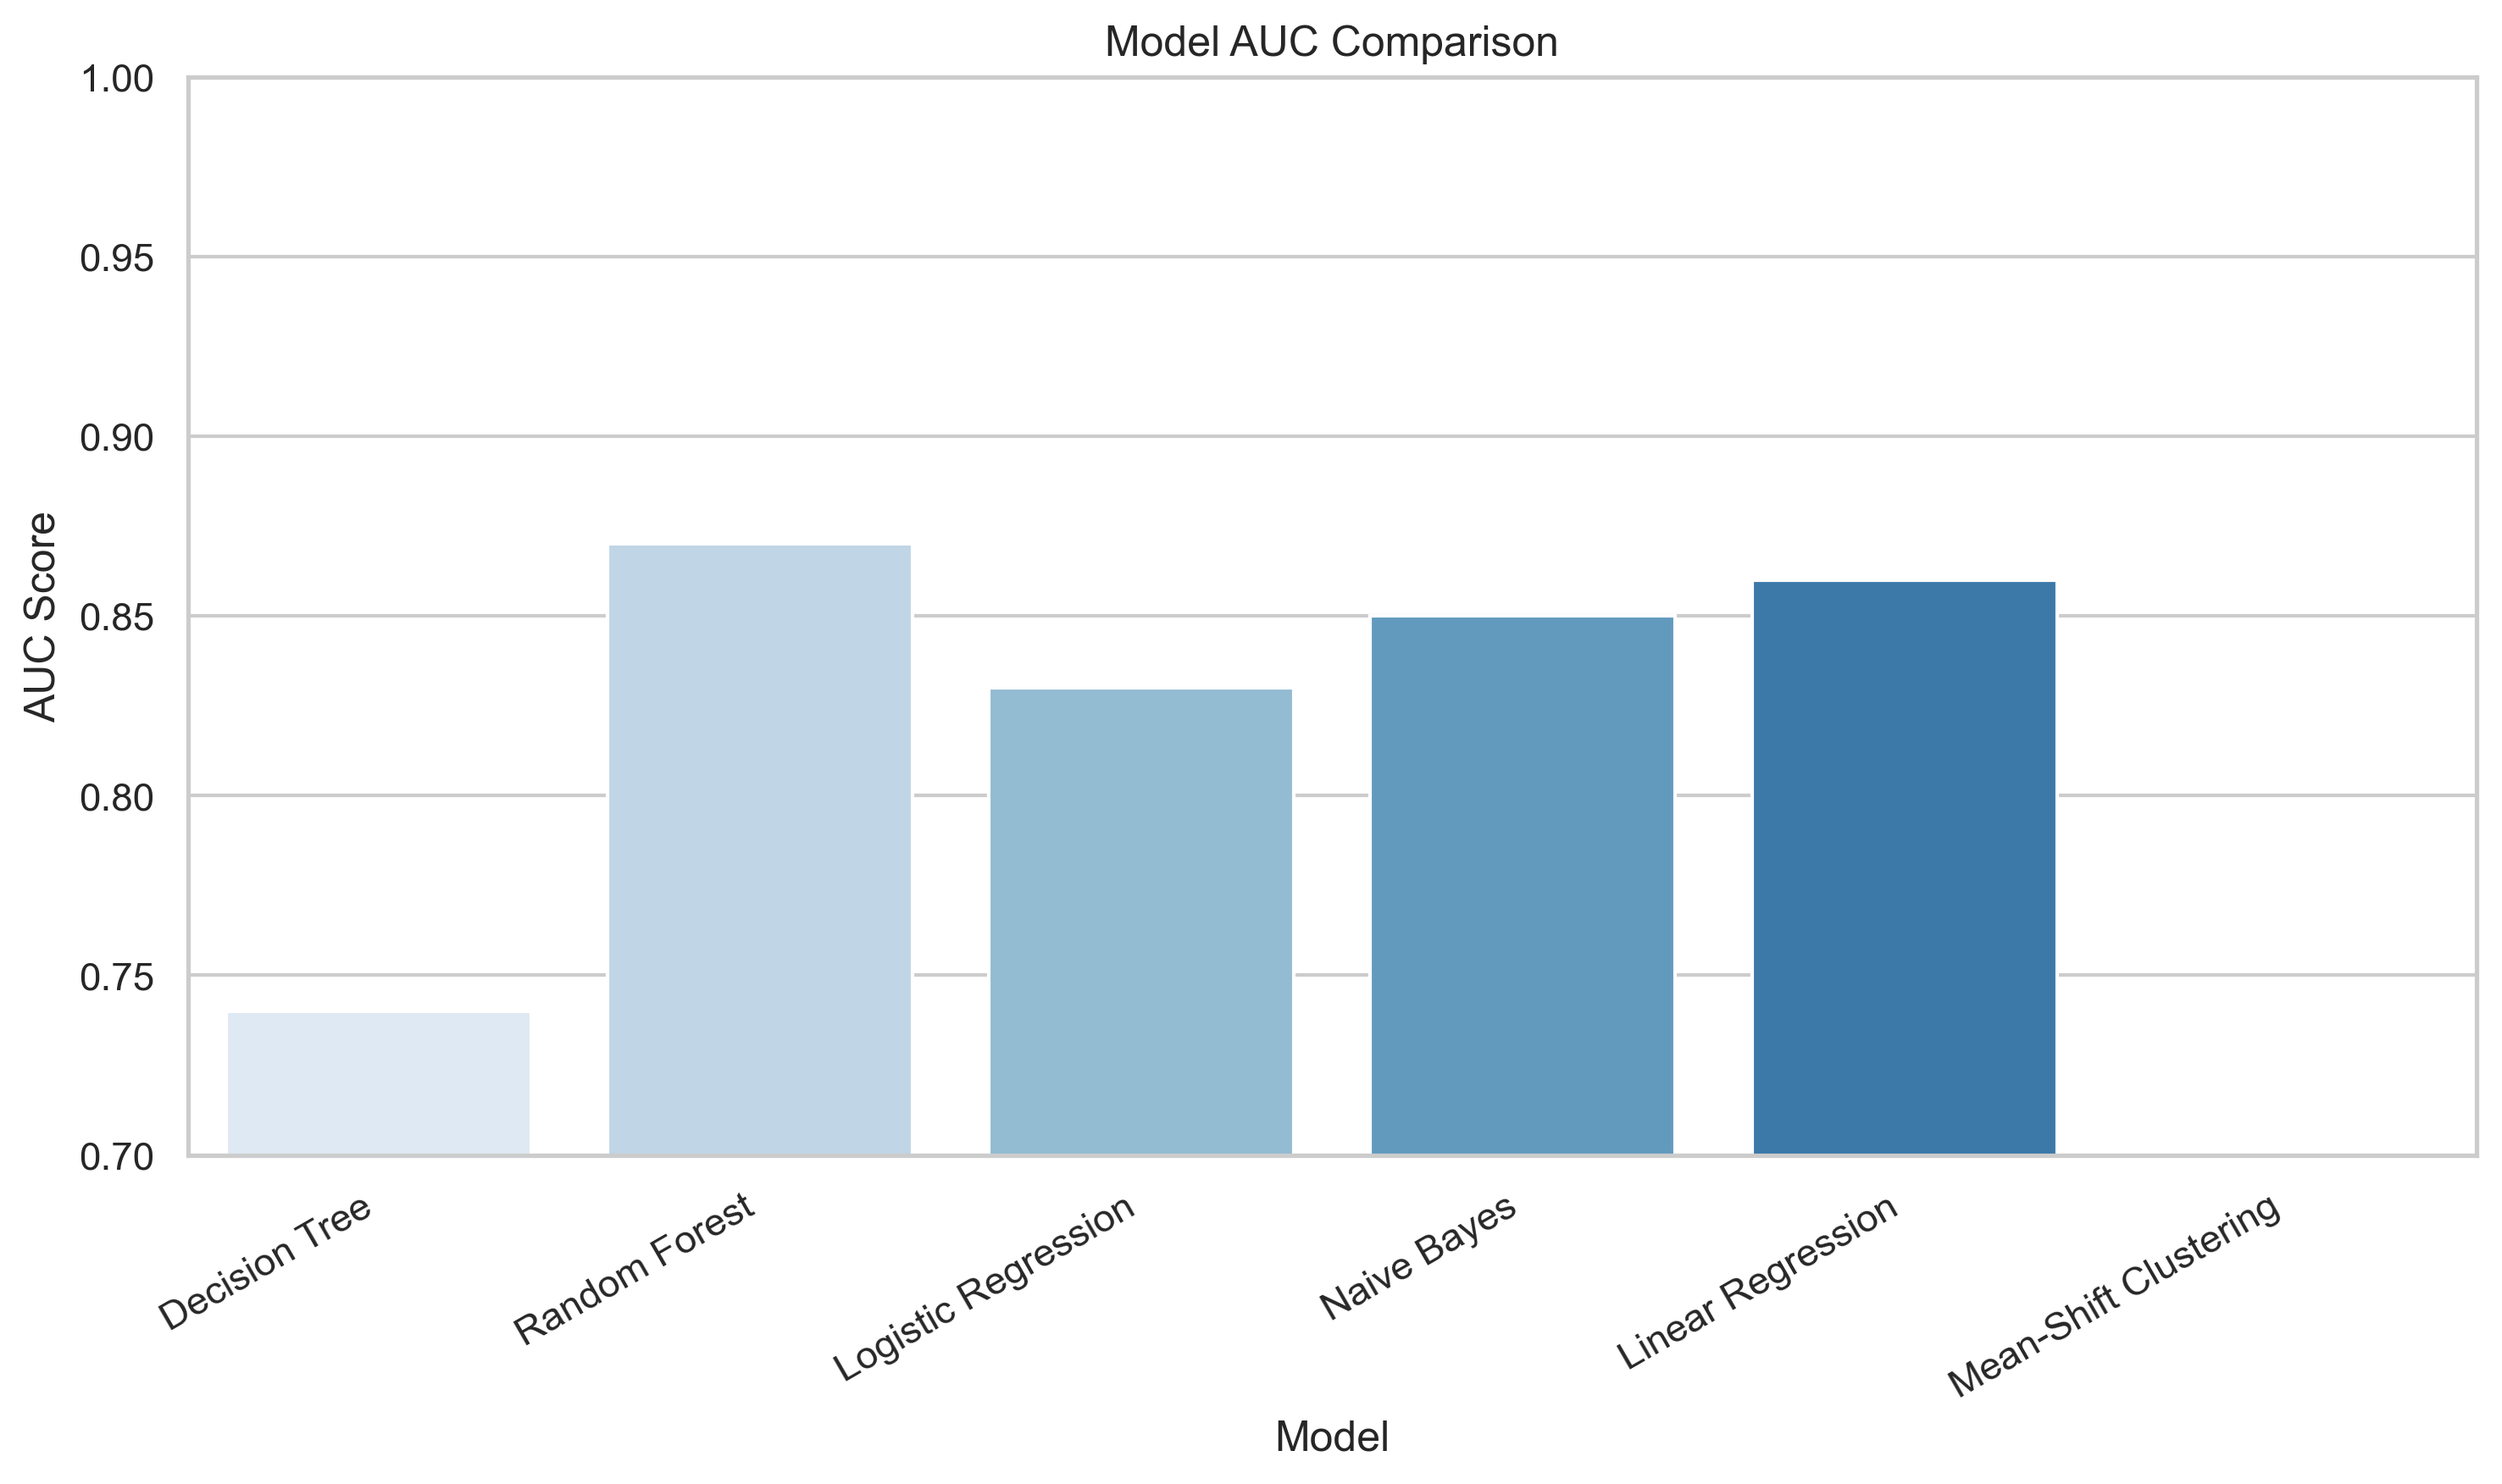 Model AUC Comparison
1.00
0.95
0.90
0.85
0.80
0.75
0.70
AUC Score
Decision Tree
Random Forest
Logistic Regression
Naive Bayes
Linear Regression
Mean-Shift Clustering
Model